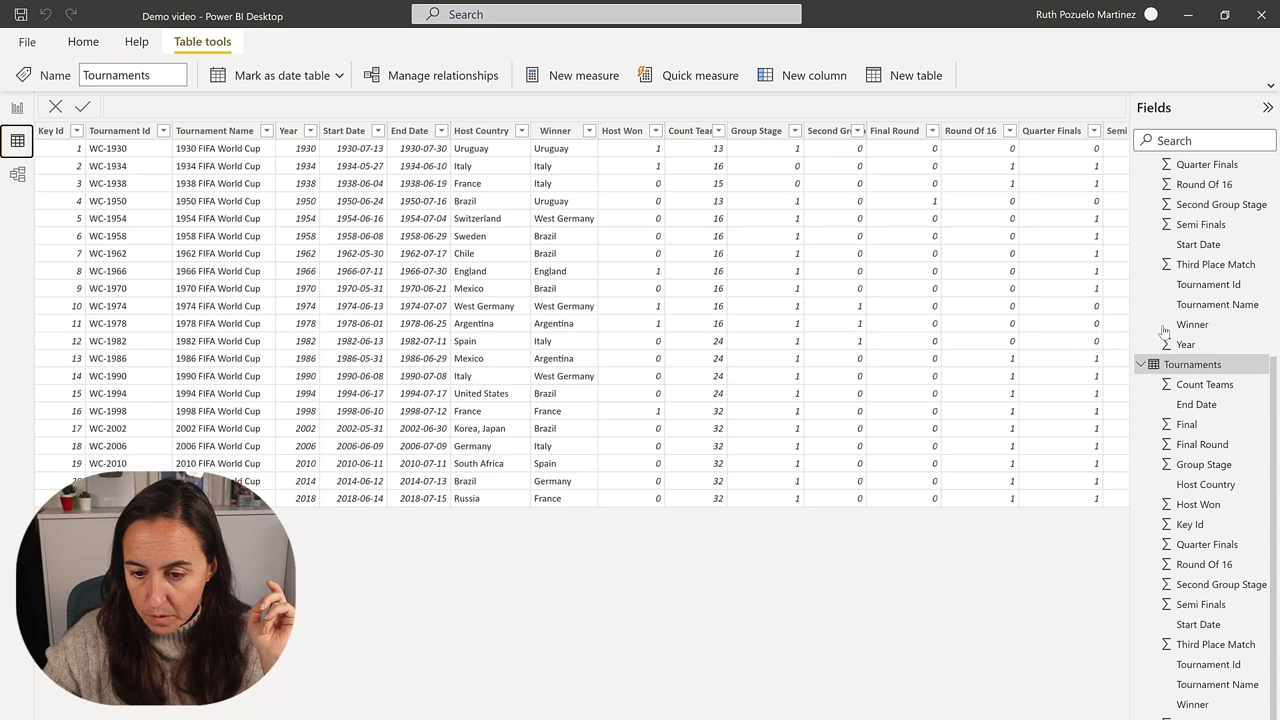 Demo video - Power BI Desktop
Search
Ruth Pozuelo Martinez
File Home Help Table tools
Name Tournaments Mark as date table Manage relationships New measure Quick measure New column New table
Key Id Tournament Id Tournament Name Year Start Date End Date Host Country Winner Host Won Count Tear Group Stage Second Gro Final Round Round Of 16 Quarter Finals Semi
1 WC-1930 1930 FIFA World Cup 1930 1930-07-13 1930-07-30 Uruguay Uruguay 1 13 1 0 0 0 0
2 WC-1934 1934 FIFA World Cup 1934 1934-05-27 1934-06-10 Italy Italy 1 16 0 0 0 1 1
3 WC-1938 1938 FIFA World Cup 1938 1938-06-04 1938-06-19 France Italy 0 15 0 0 0 1 1
4 WC-1950 1950 FIFA World Cup 1950 1950-06-24 1950-07-16 Brazil Uruguay 0 13 1 0 1 0 0
5 WC-1954 1954 FIFA World Cup 1954 1954-06-16 1954-07-04 Switzerland West Germany 0 16 1 0 0 0 1
6 WC-1958 1958 FIFA World Cup 1958 1958-06-08 1958-06-29 Sweden Brazil 0 16 1 0 0 0 1
7 WC-1962 1962 FIFA World Cup 1962 1962-05-30 1962-06-17 Chile Brazil 0 16 1 0 0 0 1
8 WC-1966 1966 FIFA World Cup 1966 1966-07-11 1966-07-30 England England 1 16 1 0 0 0 1
9 WC-1970 1970 FIFA World Cup 1970 1970-05-31 1970-06-21 Mexico Brazil 0 16 1 0 0 0 1
10 WC-1974 1974 FIFA World Cup 1974 1974-06-13 1974-07-07 West Germany West Germany 1 16 1 1 0 0 0
11 WC-1978 1978 FIFA World Cup 1978 1978-06-01 1978-06-25 Argentina Argentina 1 16 1 1 0 0 0
12 WC-1982 1982 FIFA World Cup 1982 1982-06-13 1982-07-11 Spain Italy 0 24 1 1 0 0 0
13 WC-1986 1986 FIFA World Cup 1986 1986-05-31 1986-06-29 Mexico Argentina 0 24 1 0 0 1 1
14 WC-1990 1990 FIFA World Cup 1990 1990-06-08 1990-07-08 Italy West Germany 0 24 1 0 0 1 1
15 WC-1994 1994 FIFA World Cup 1994 1994-06-17 1994-07-17 United States Brazil 0 24 1 0 0 1 1
16 WC-1998 1998 FIFA World Cup 1998 1998-06-10 1998-07-12 France France 1 32 1 0 0 1 1
17 WC-2002 2002 FIFA World Cup 2002 2002-05-31 2002-06-30 Korea, Japan Brazil 0 32 1 0 0 1 1
18 WC-2006 2006 FIFA World Cup 2006 2006-06-09 2006-07-09 Germany Italy 0 32 1 0 0 1 1
19 WC-2010 2010 FIFA World Cup 2010 2010-06-11 2010-07-11 South Africa Spain 0 32 1 0 0 1 1
World Cup 2014 2014-06-12 2014-07-13 Brazil Germany 0 32 1 0 0 1 1
2018 2018-06-14 2018-07-15 Russia France 0 32 1 0 0 1 1
Fields
Search
Quarter Finals
Round Of 16
Second Group Stage
Semi Finals
Start Date
Third Place Match
Tournament Id
Tournament Name
Winner
Year
Tournaments
Count Teams
End Date
Final
Final Round
Group Stage
Host Country
Host Won
Key Id
Quarter Finals
Round Of 16
Second Group Stage
Semi Finals
Start Date
Third Place Match
Tournament Id
Tournament Name
Winner